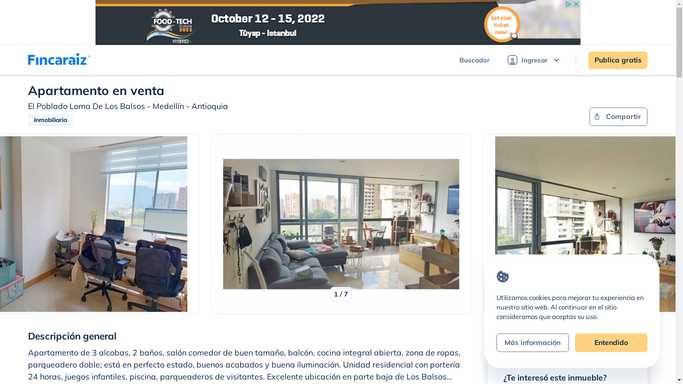 FOOD-TECH
October 12 - 15, 2022
Tüyap - Istanbul
Get your
ticket
now!
Fincaraiz
Buscador
Ingresar
Publica gratis
Apartamento en venta
El Poblado Loma De Los Balsos - Medellín - Antioquia
Inmobiliaria
Compartir
1 / 7
Utilizamos cookies para mejorar tu experiencia en
nuestro sitio web. Al continuar en el sitio
consideramos que aceptas su uso.
Más información
Entendido
Descripción general
Apartamento de 3 alcobas, 2 baños, salón comedor de buen tamaño, balcón, cocina integral abierta, zona de ropas,
parqueadero doble; está en perfecto estado, buenos acabados y buena iluminación. Unidad residencial con portería
24 horas, juegos infantiles, piscina, parqueaderos de visitantes. Excelente ubicación en parte baja de Los Balsos...
¿Te interesó este inmueble?